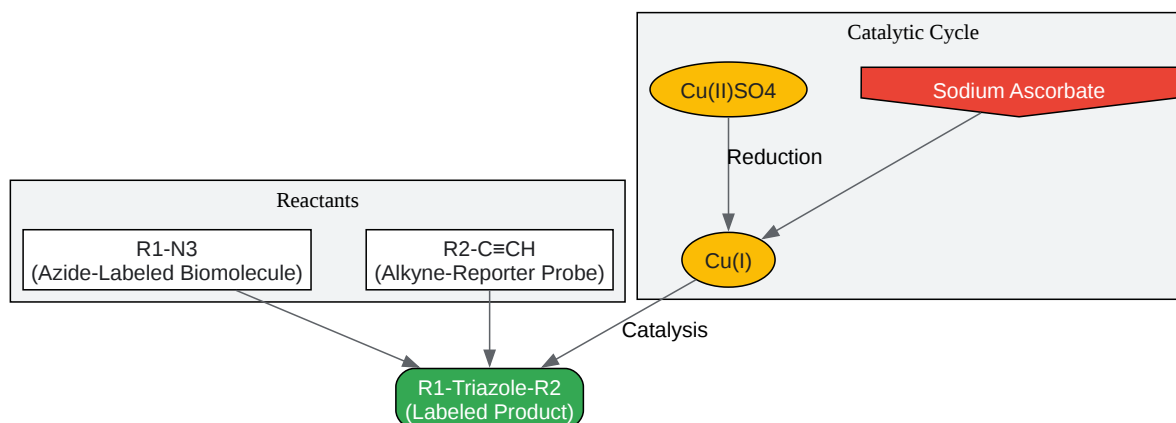 Catalytic Cycle
Cu(II)SO4
Sodium Ascorbate
Reduction
Reactants
R1-N3
(Azide-Labeled Biomolecule)
R2-C≡CH
(Alkyne-Reporter Probe)
Cu(I)
Catalysis
R1-Triazole-R2
(Labeled Product)